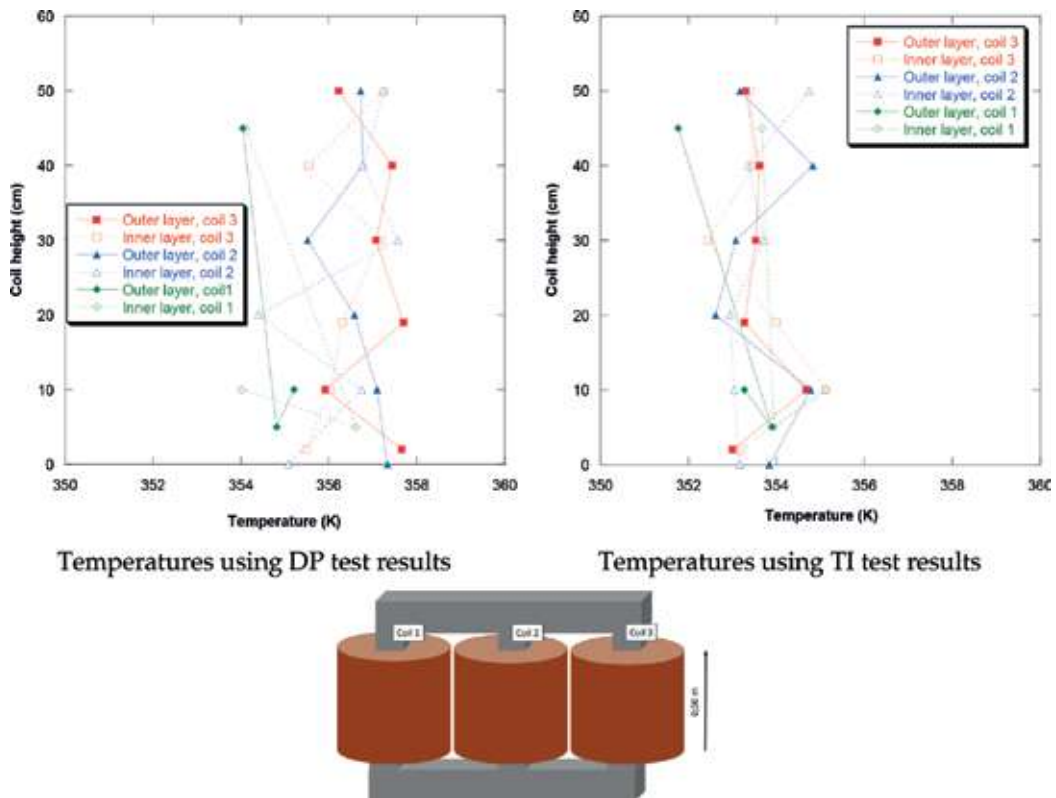 60
50
40
30
20
10
0
Coil height (cm)
Outer layer, coil 3
Inner layer, coil 3
Outer layer, coil 2
Inner layer, coil 2
Outer layer, coil1
Inner layer, coil 1
350 352 354 356 358 360
Temperature (K)
60
50
40
30
20
10
0
Coil height (cm)
Outer layer, coil 3
Inner layer, coil 3
Outer layer, coil 2
Inner layer, coil 2
Outer layer, coil 1
Inner layer, coil 1
350 352 354 356 358 360
Temperature (K)
Temperatures using DP test results
Temperatures using TI test results
Coil 1
Coil 2
Coil 3